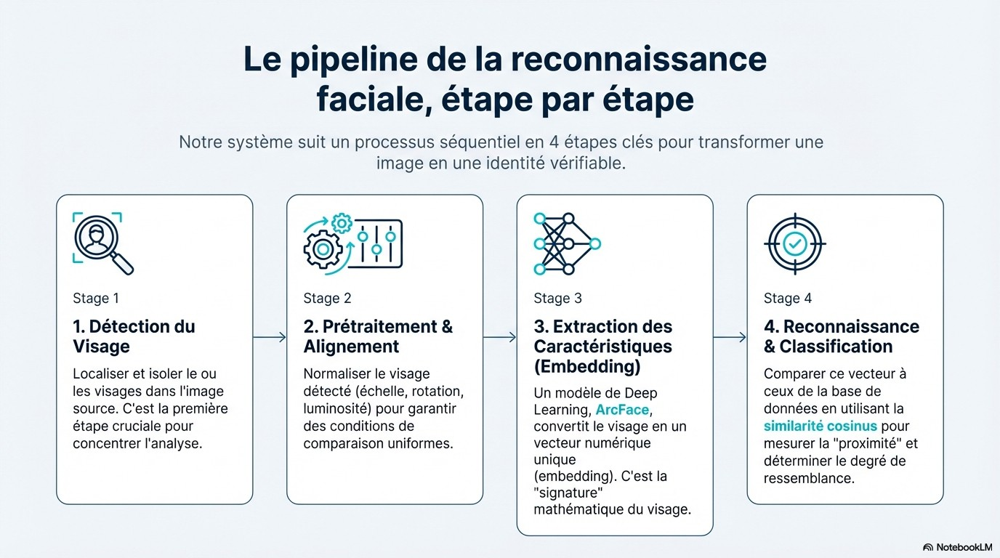 Le pipeline de la reconnaissance
faciale, étape par étape
Notre système suit un processus séquentiel en 4 étapes clés pour transformer une
image en une identité vérifiable.
Stage 1
1. Détection du
Visage
Localiser et isoler le ou
les visages dans l'image
source. C'est la première
étape cruciale pour
concentrer l'analyse.
Stage 2
2. Prétraitement &
Alignement
Normaliser le visage
détecté (échelle, rotation,
luminosité) pour garantir
des conditions de
comparaison uniformes.
Stage 3
3. Extraction des
Caractéristiques
(Embedding)
Un modèle de Deep
Learning, ArcFace,
convertit le visage en un
vecteur numérique
unique
(embedding). C'est la
"signature"
mathématique du visage.
Stage 4
4. Reconnaissance
& Classification
Comparer ce vecteur à
ceux de la base de
données en utilisant la
similarité cosinus pour
mesurer la "proximité" et
déterminer le degré de
ressemblance.
NotebookLM